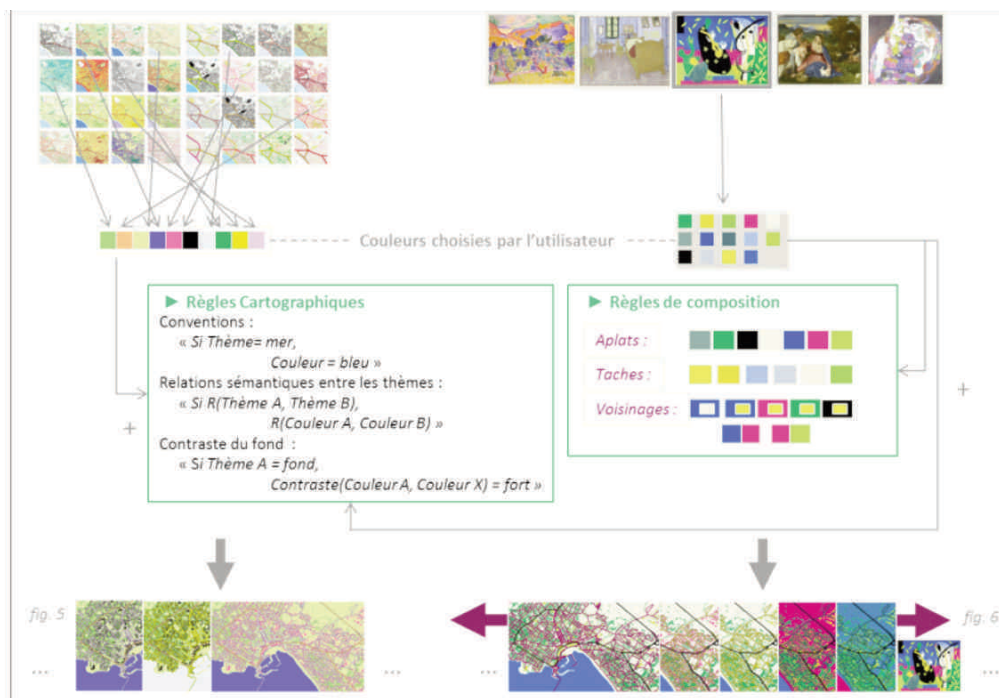 Couleurs choisies par l'utilisateur
► Règles Cartographiques
Conventions :
« Si Thème= mer,
Couleur = bleu »
Relations sémantiques entre les thèmes :
« Si R(Thème A, Thème B),
R(Couleur A, Couleur B) »
Contraste du fond :
« Si Thème A = fond,
Contraste(Couleur A, Couleur X) = fort ».
+
► Règles de composition
Aplats :
Taches :
Voisinages :
+
fig. 5
...
...
...
fig. 6
...